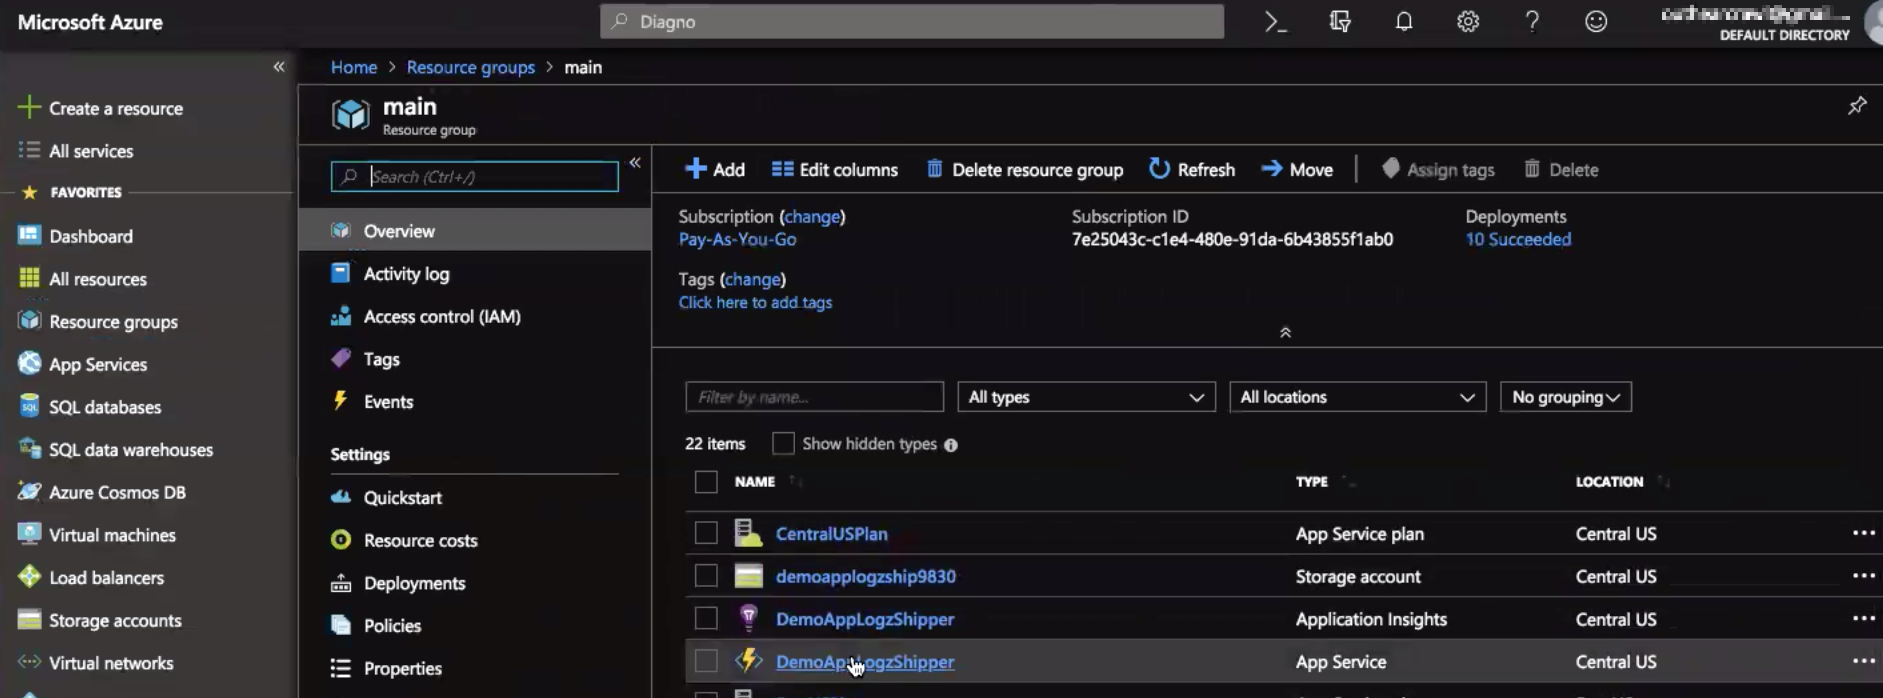 Microsoft Azure
Diagno
DEFAULT DIRECTORY
Home > Resource groups > main
main
Resource group
Create a resource
All services
FAVORITES
Dashboard
All resources
Resource groups
App Services
SQL databases
SQL data warehouses
Azure Cosmos DB
Virtual machines
Load balancers
Storage accounts
Virtual networks
Search (Ctrl+/)
Overview
Activity log
Access control (IAM)
Tags
Events
Settings
Quickstart
Resource costs
Deployments
Policies
Properties
Add Edit columns Delete resource group Refresh Move Assign tags Delete
Subscription (change) Subscription ID Deployments
Pay-As-You-Go 7e25043c-c1e4-480e-91da-6b43855f1ab0 10 Succeeded
Tags (change)
Click here to add tags
Filter by name... All types All locations No grouping
22 items Show hidden types
NAME TYPE LOCATION
CentralUSPlan App Service plan Central US
demoapplogzship9830 Storage account Central US
DemoAppLogzShipper Application Insights Central US
DemoAppLogzShipper App Service Central US